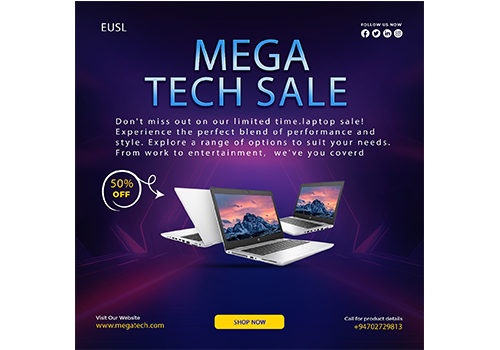 EUSL
FOLLOW US NOW
MEGA
TECH SALE
Don't miss out on our limited time.laptop sale!
Experience the perfect blend of performance and
style. Explore a range of options to suit your needs.
From work to entertainment, we've you coverd
50%
OFF
Visit Our Website
www.megatech.com
SHOP NOW
Call for product details
+94702729813